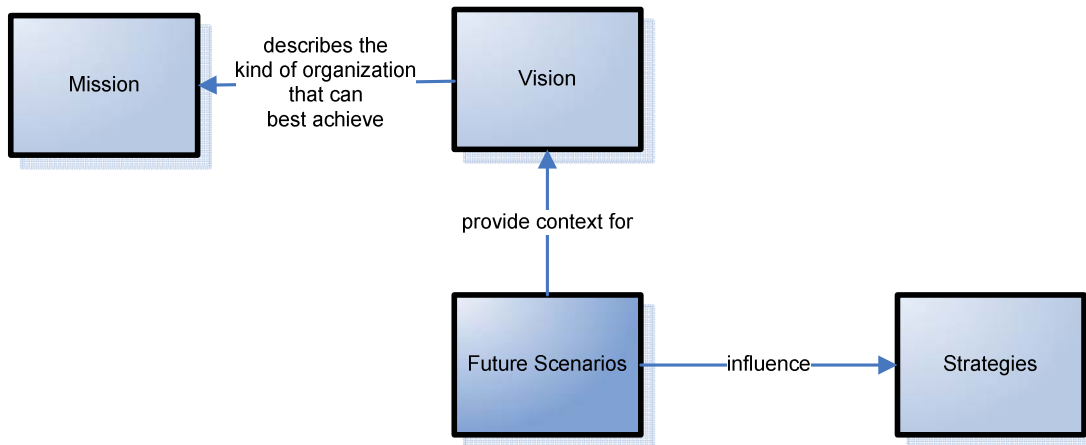 Mission
describes the
kind of organization
that can
best achieve
Vision
provide context for
Future Scenarios
influence
Strategies